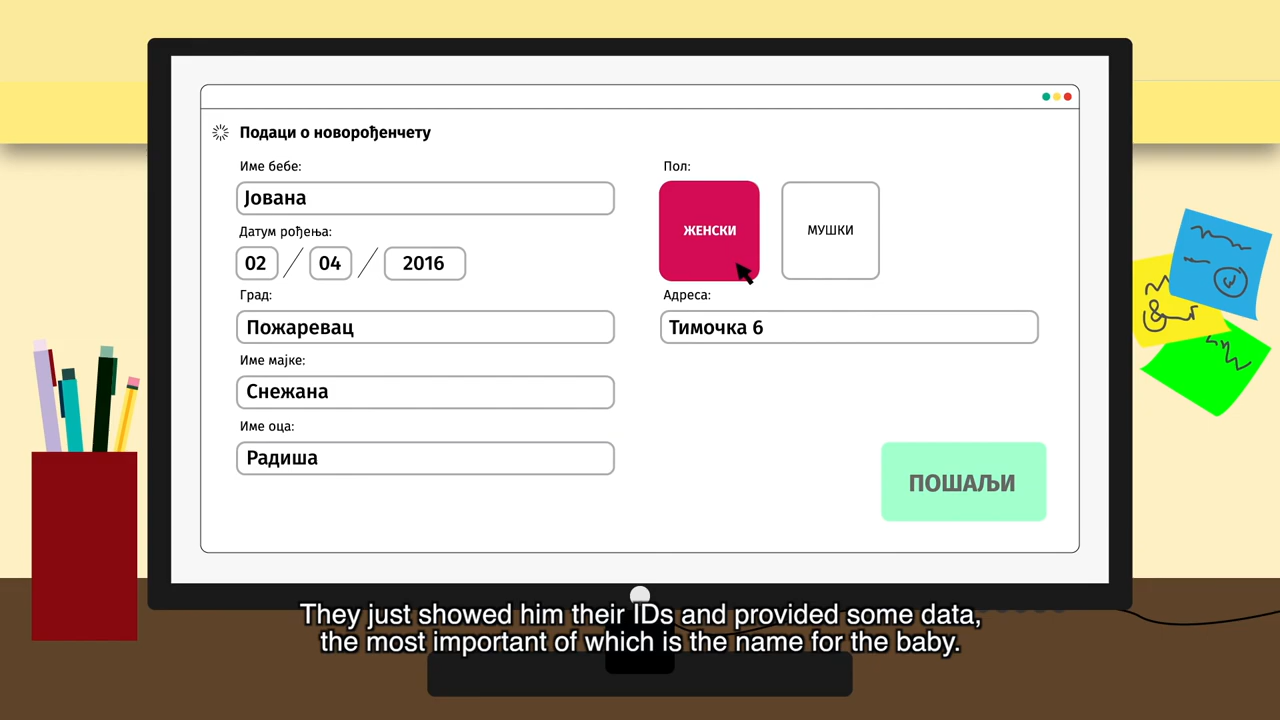 Подаци о новорођенчету
Име бебе:
Јована
Датум рођења:
02 / 04 / 2016
Град:
Пожаревац
Име мајке:
Снежана
Име оца:
Радиша
Пол:
ЖЕНСКИ
МУШКИ
Адреса:
Тимочка 6
ПОШАЉИ
They just showed him their IDs and provided some data,
the most important of which is the name for the baby.